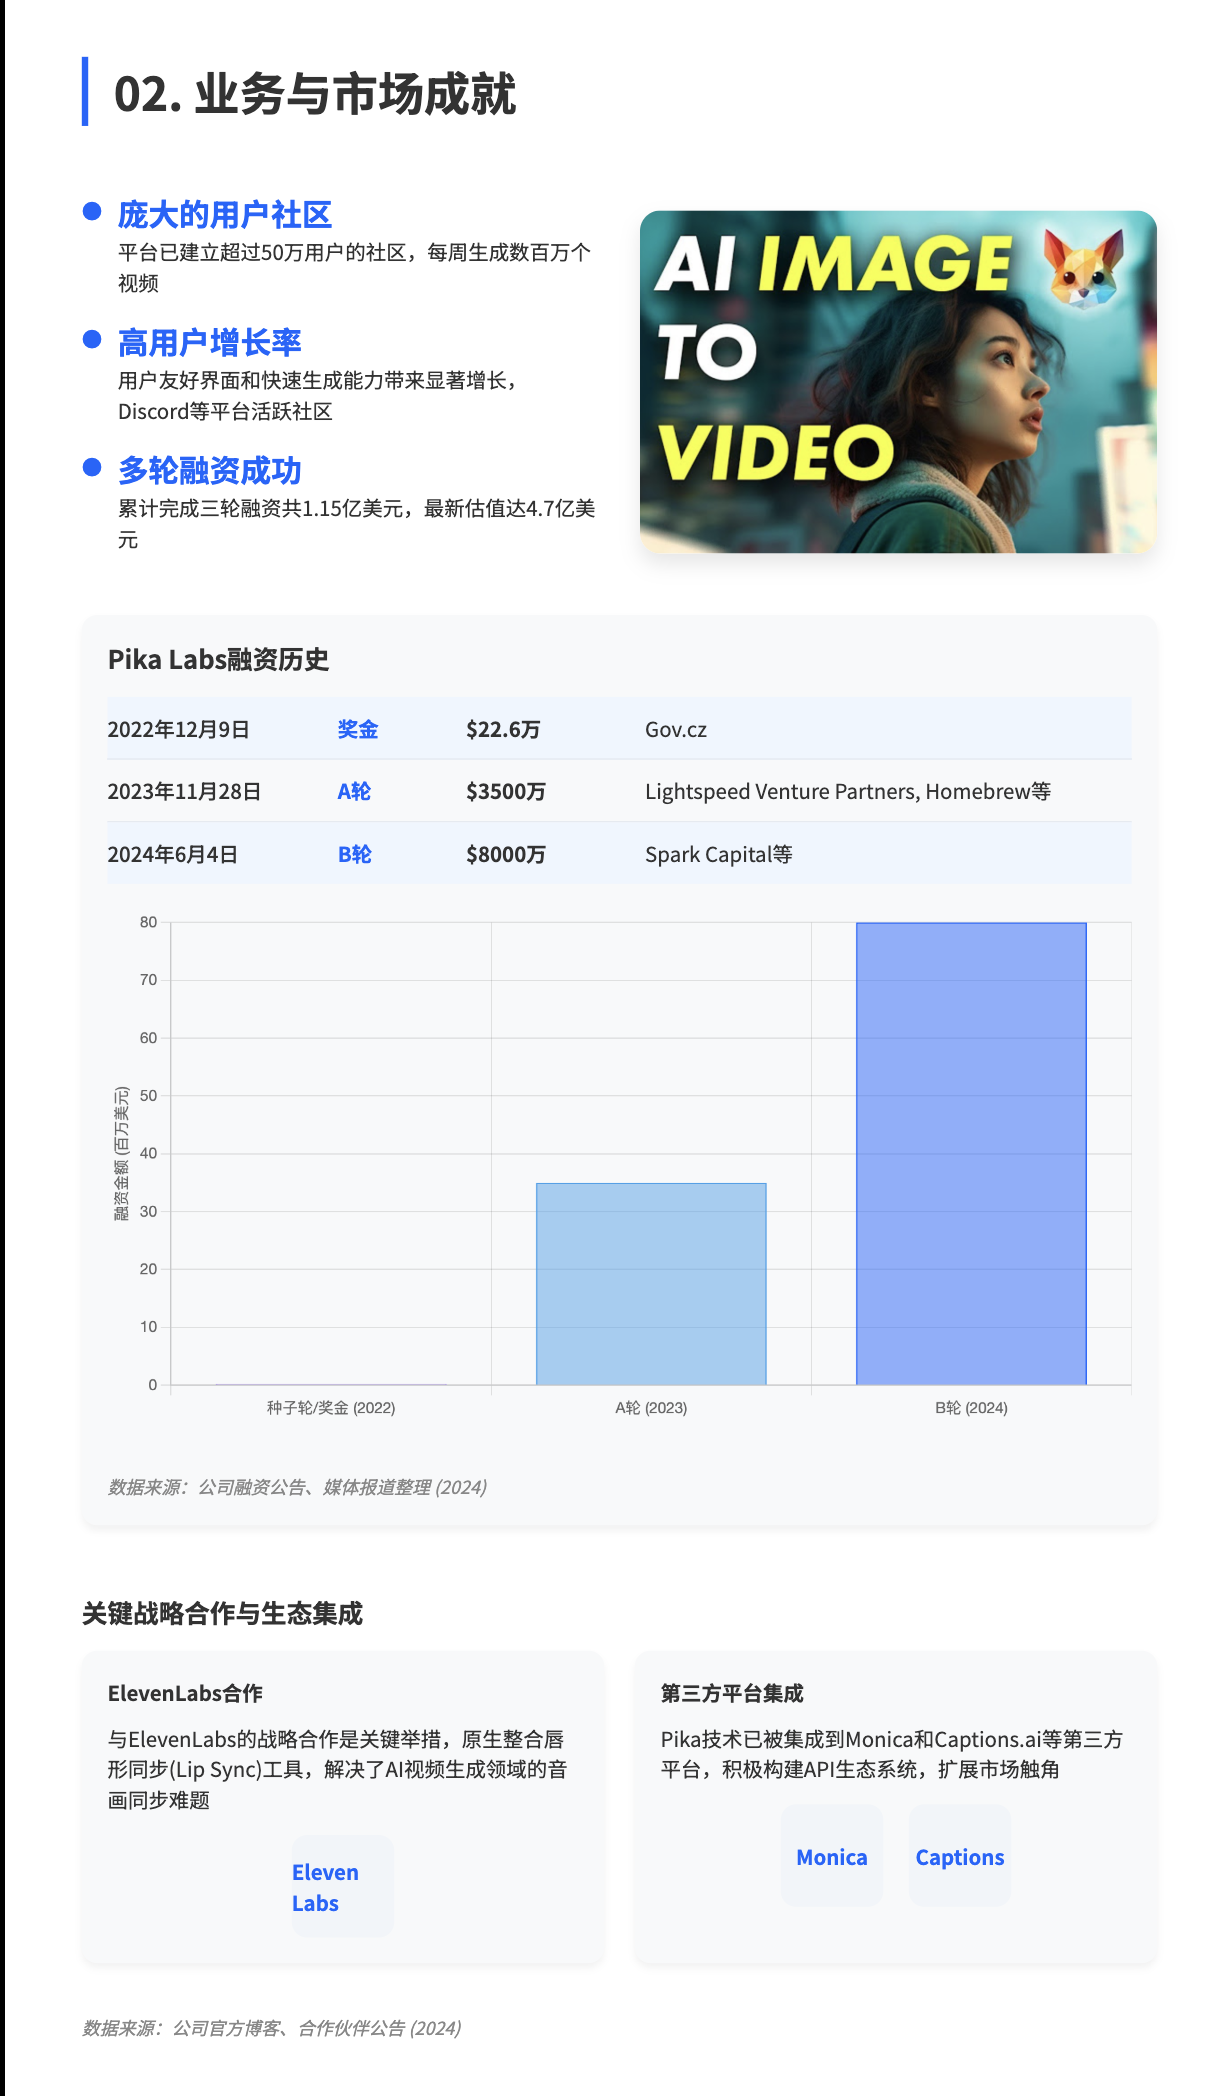 02. 业务与市场成就
庞大的用户社区
平台已建立超过50万用户的社区，每周生成数百万个
视频
高用户增长率
用户友好界面和快速生成能力带来显著增长，
Discord等平台活跃社区
多轮融资成功
累计完成三轮融资共1.15亿美元，最新估值达4.7亿美
元
AI IMAGE
TO
VIDEO
Pika Labs融资历史
2022年12月9日 奖金 $22.6万 Gov.cz
2023年11月28日 A轮 $3500万 Lightspeed Venture Partners, Homebrew等
2024年6月4日 B轮 $8000万 Spark Capital等
融资金额 (百万美元)
80
70
60
50
40
30
20
10
0
种子轮/奖金 (2022) A轮 (2023) B轮 (2024)
数据来源：公司融资公告、媒体报道整理 (2024)
关键战略合作与生态集成
ElevenLabs合作
与ElevenLabs的战略合作是关键举措，原生整合唇
形同步(Lip Sync)工具，解决了AI视频生成领域的音
画同步难题
Eleven
Labs
第三方平台集成
Pika技术已被集成到Monica和Captions.ai等第三方
平台，积极构建API生态系统，扩展市场触角
Monica Captions
数据来源：公司官方博客、合作伙伴公告 (2024)